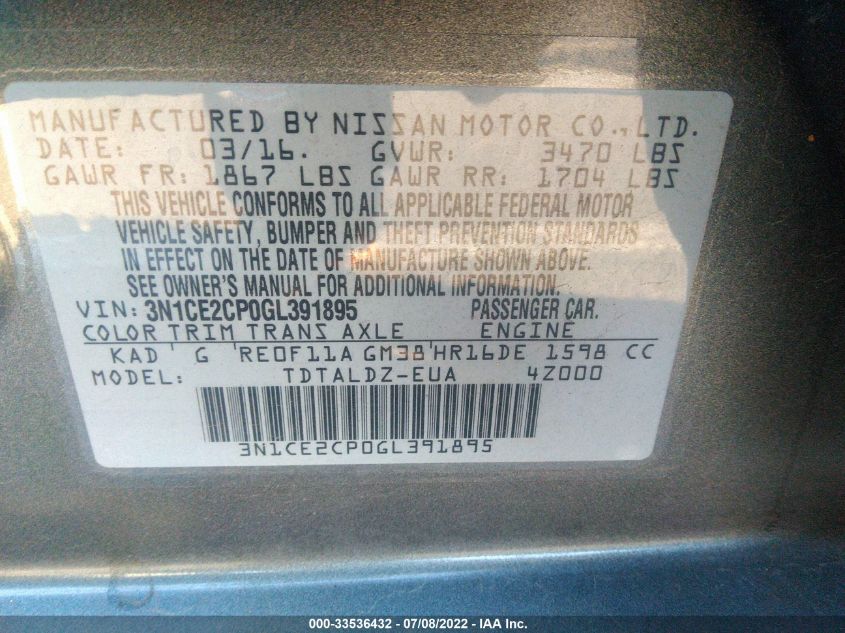 MANUFACTURED BY NISSAN MOTOR CO., LTD.
DATE: 03/16. GVWR: 3470 LBS
GAWR FR: 1867 LBS GAWR RR: 1704 LBS
THIS VEHICLE CONFORMS TO ALL APPLICABLE FEDERAL MOTOR
VEHICLE SAFETY, BUMPER AND THEFT PREVENTION STANDARDS
IN EFFECT ON THE DATE OF MANUFACTURE SHOWN ABOVE.
SEE OWNER'S MANUAL FOR ADDITIONAL INFORMATION.
VIN: 3N1CE2CP0GL391895 PASSENGER CAR.
COLOR TRIM TRANS AXLE ENGINE
KAD G RE0F11A GM38 HR16DE 1598 CC
MODEL: TDTALDZ-EUA 4Z000
3N1CE2CP0GL391895
000-33536432 - 07/08/2022 - IAA Inc.